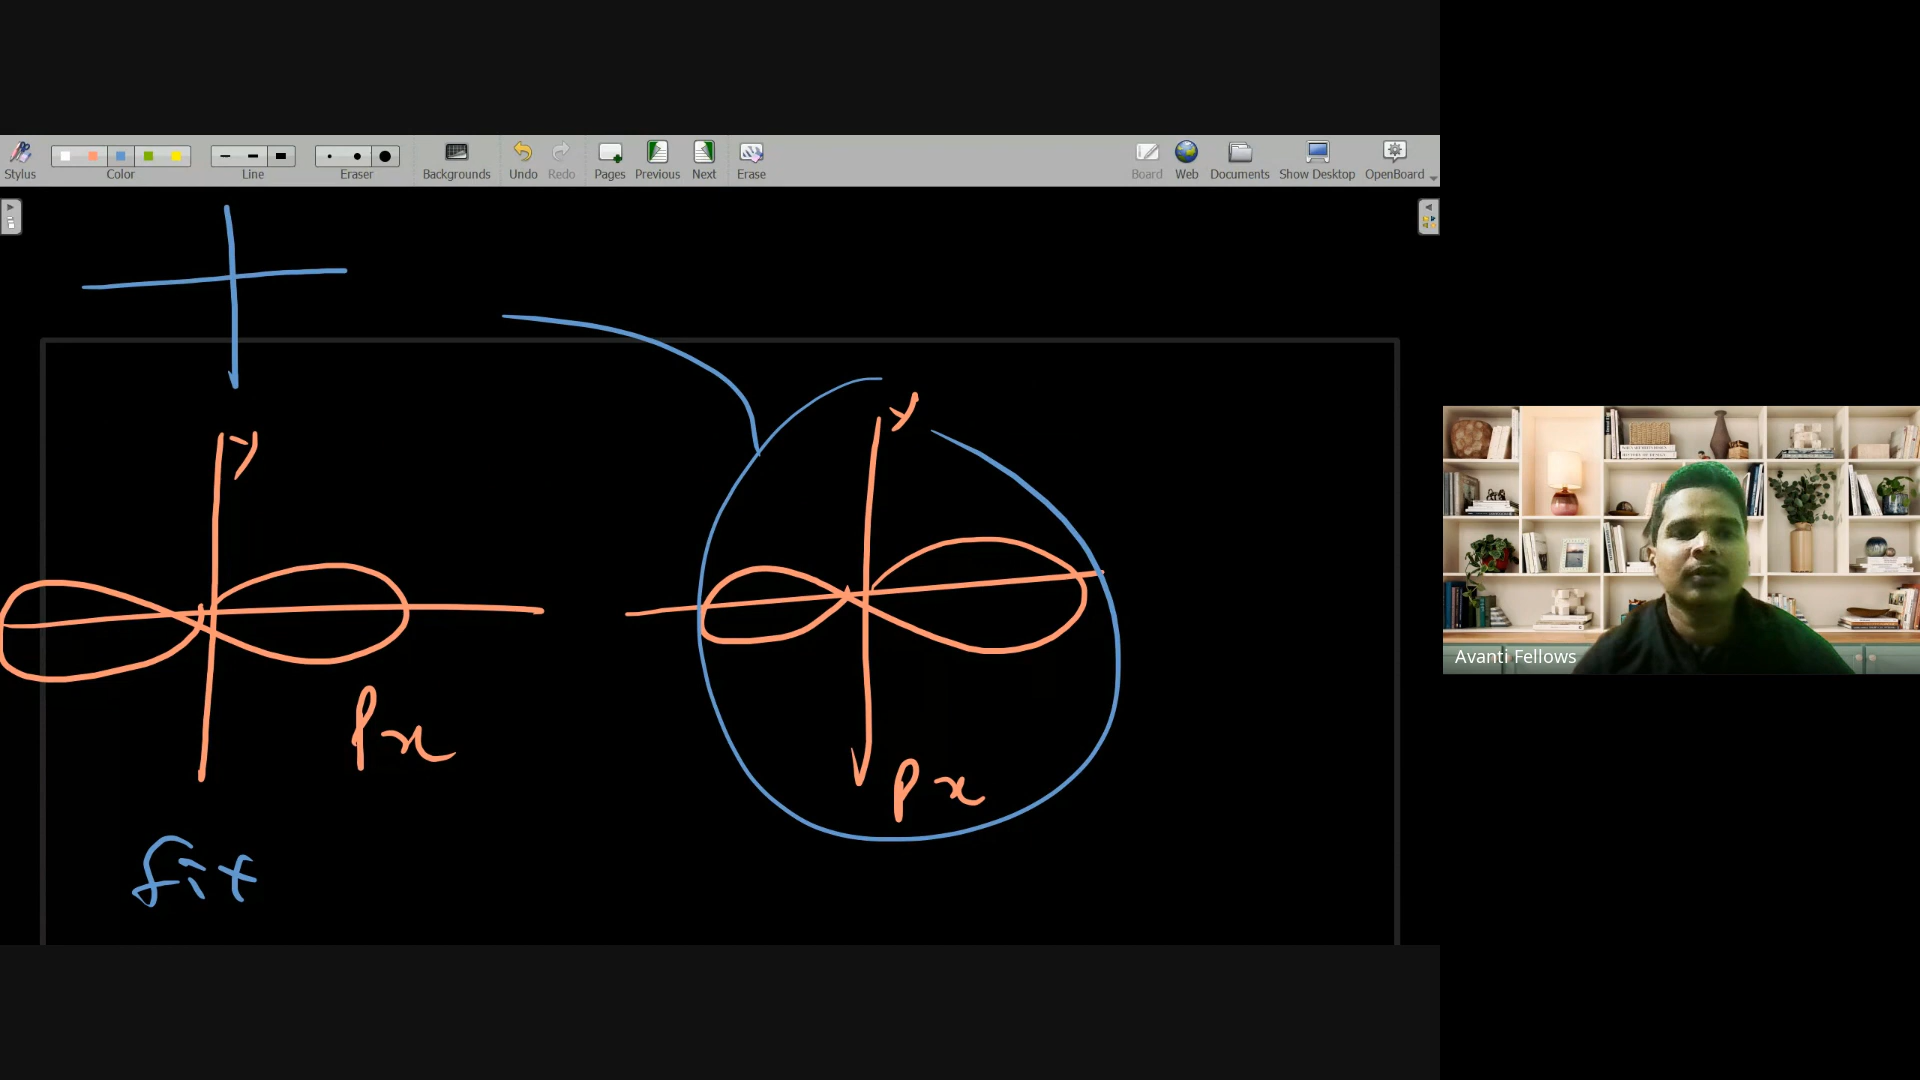 Stylus Color Line Eraser Backgrounds Undo Redo Pages Previous Next Erase Board Web Documents Show Desktop OpenBoard
y
y
Px
Px
fit
Avanti Fellows